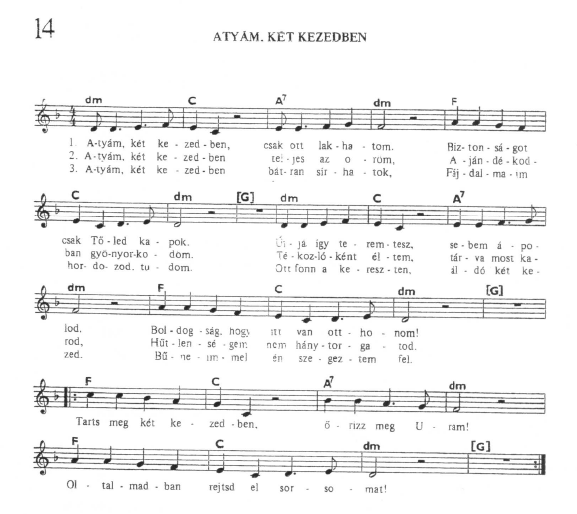 14
ATYÁM, KÉT KEZEDBEN
dm C A7 dm F
1. A-tyám, két ke - zed - ben, csak ott lak - ha - tom. Biz - ton - sá - got
2. A-tyám, két ke - zed - ben tel - jes az o - röm, A - ján - dé - kod -
3. A-tyám, két ke - zed - ben bát - ran sír - ha - tok, Fáj - dal - ma - im
C dm [G] dm C A7
csak Tő - led ka - pok. Új - já így te - rem - tesz, se - bem á - po -
ban gyö-nyör-kö - döm. Té - koz - ló - ként él - tem, tár - va most ka -
hor - do - zod, tu - dom. Ott fonn a ke - resz - ten, ál - dó két ke -
dm F A7 C dm [G]
lod, Bol - dog - ság, hogy itt van ott - ho - nom!
rod, Hűt - len - sé - gem nem hány - tor - ga - tod.
zed. Bű - ne - im - mel én sze - gez - tem fel.
F C A7 dm
Tarts meg két ke - zed - ben, ő - rizz meg U - ram!
F C dm [G]
Ol - tal - mad - ban rejtsd el sor - so - mat!